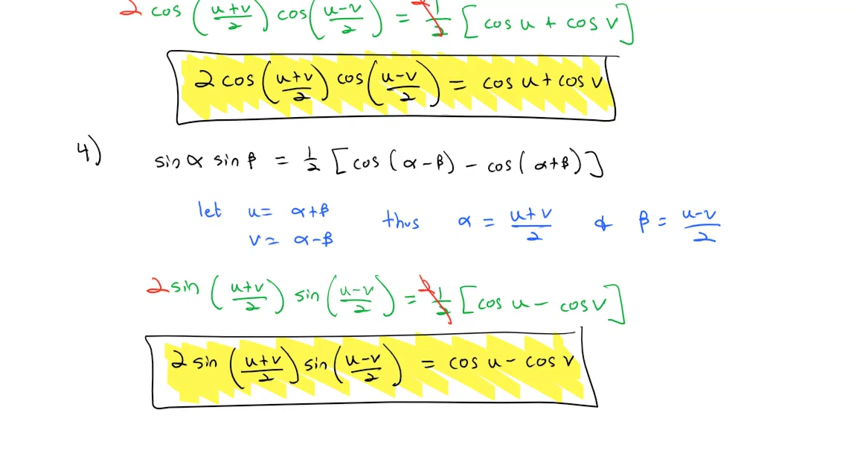 2 cos (u+v/2) cos (u-v/2) = 2 1/2 [cos u + cos v]
2 cos (u+v/2) cos (u-v/2) = cos u + cos v
4) sin α sin β = 1/2 [cos (α-β) - cos (α+β)]
let u = α+β thus α = u+v/2 & β = u-v/2
v = α-β
2 sin (u+v/2) sin (u-v/2) = 2 1/2 [cos u - cos v]
2 sin (u+v/2) sin (u-v/2) = cos u - cos v